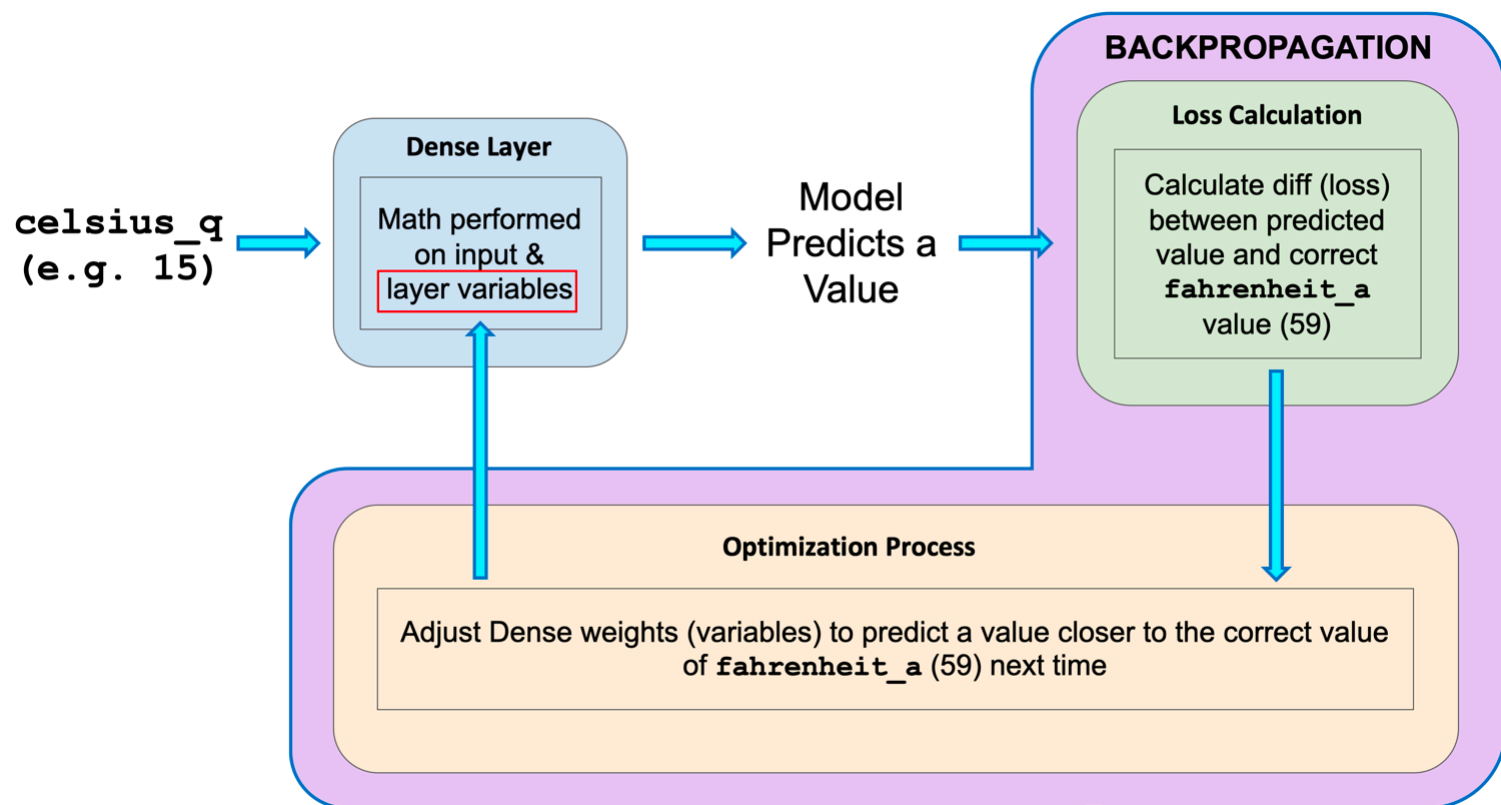 BACKPROPAGATION
celsius_q
(e.g. 15)
Dense Layer
Math performed
on input &
layer variables
Model
Predicts a
Value
Loss Calculation
Calculate diff (loss)
between predicted
value and correct
fahrenheit_a
value (59)
Optimization Process
Adjust Dense weights (variables) to predict a value closer to the correct value
of fahrenheit_a (59) next time